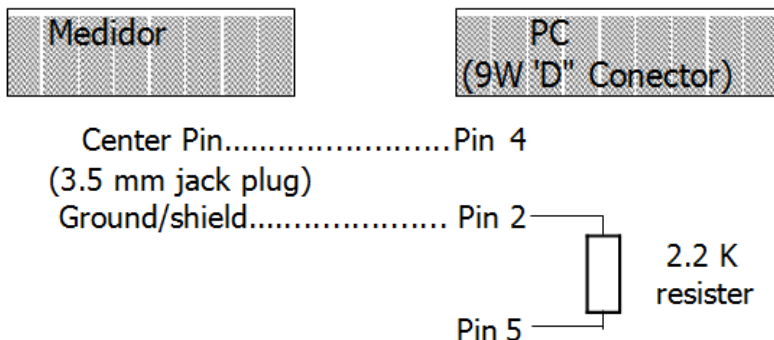 Medidor
PC
(9W 'D" Conector)
Center Pin..........................Pin 4
(3.5 mm jack plug)
Ground/shield...................... Pin 2
2.2 K
resister
Pin 5